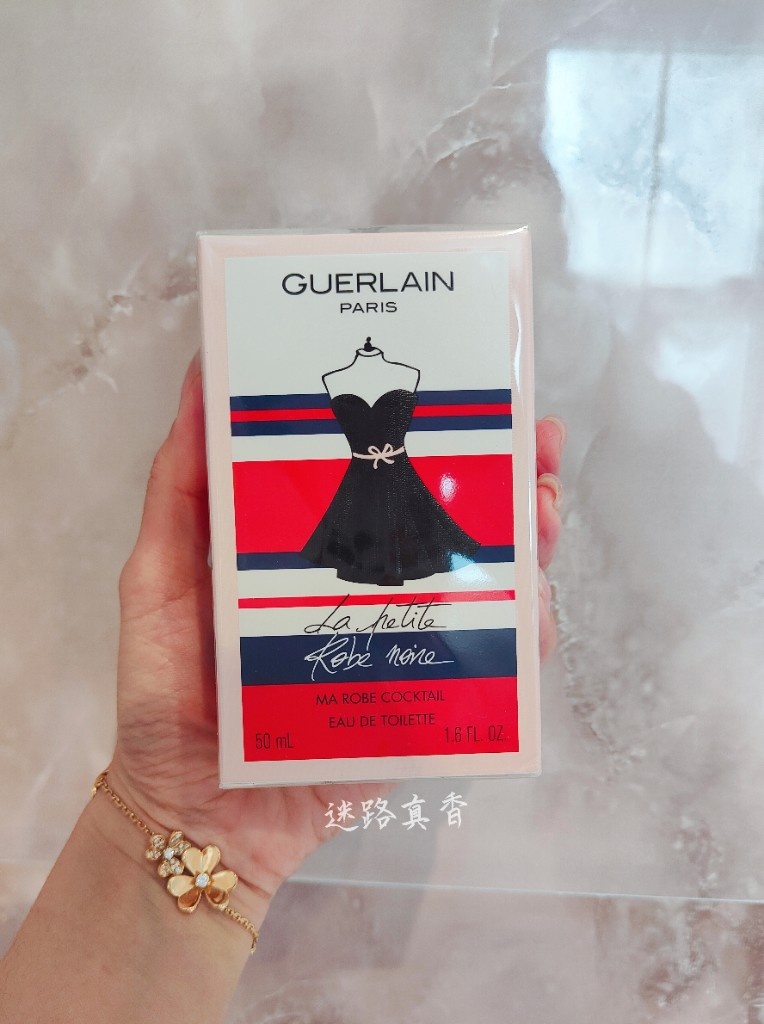 GUERLAIN
PARIS
La petite
Robe noire
MA ROBE COCKTAIL
EAU DE TOILETTE
50 mL
1.6 FL. OZ.
迷路真香